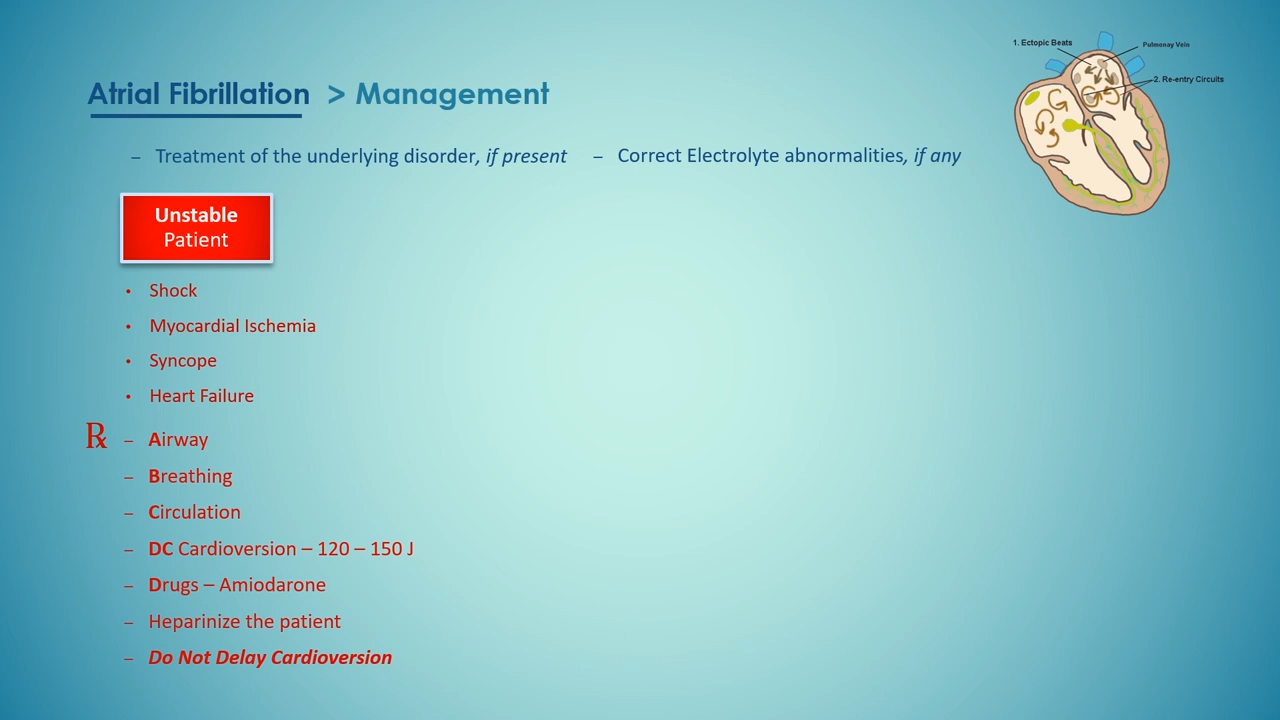 1. Ectopic Beats
Pulmonay Vein
2. Re-entry Circuits
Atrial Fibrillation > Management
– Treatment of the underlying disorder, if present – Correct Electrolyte abnormalities, if any
Unstable
Patient
• Shock
• Myocardial Ischemia
• Syncope
• Heart Failure
℞ – Airway
– Breathing
– Circulation
– DC Cardioversion – 120 – 150 J
– Drugs – Amiodarone
– Heparinize the patient
– Do Not Delay Cardioversion